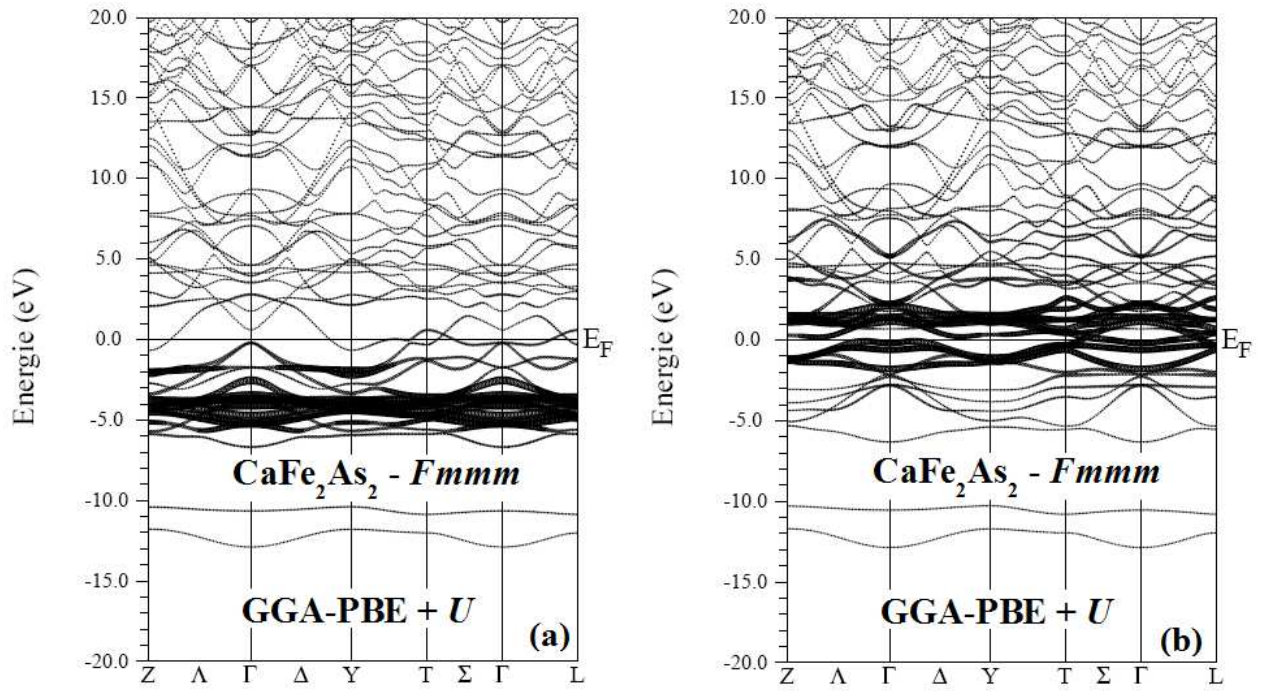 20.0
15.0
10.0
5.0
0.0
-5.0
-10.0
-15.0
-20.0
Energie (eV)
E_F
CaFe₂As₂ - Fmmm
GGA-PBE + U
(a)
Z Λ Γ Δ Y T Σ Γ L
20.0
15.0
10.0
5.0
0.0
-5.0
-10.0
-15.0
-20.0
Energie (eV)
E_F
CaFe₂As₂ - Fmmm
GGA-PBE + U
(b)
Z Λ Γ Δ Y T Σ Γ L